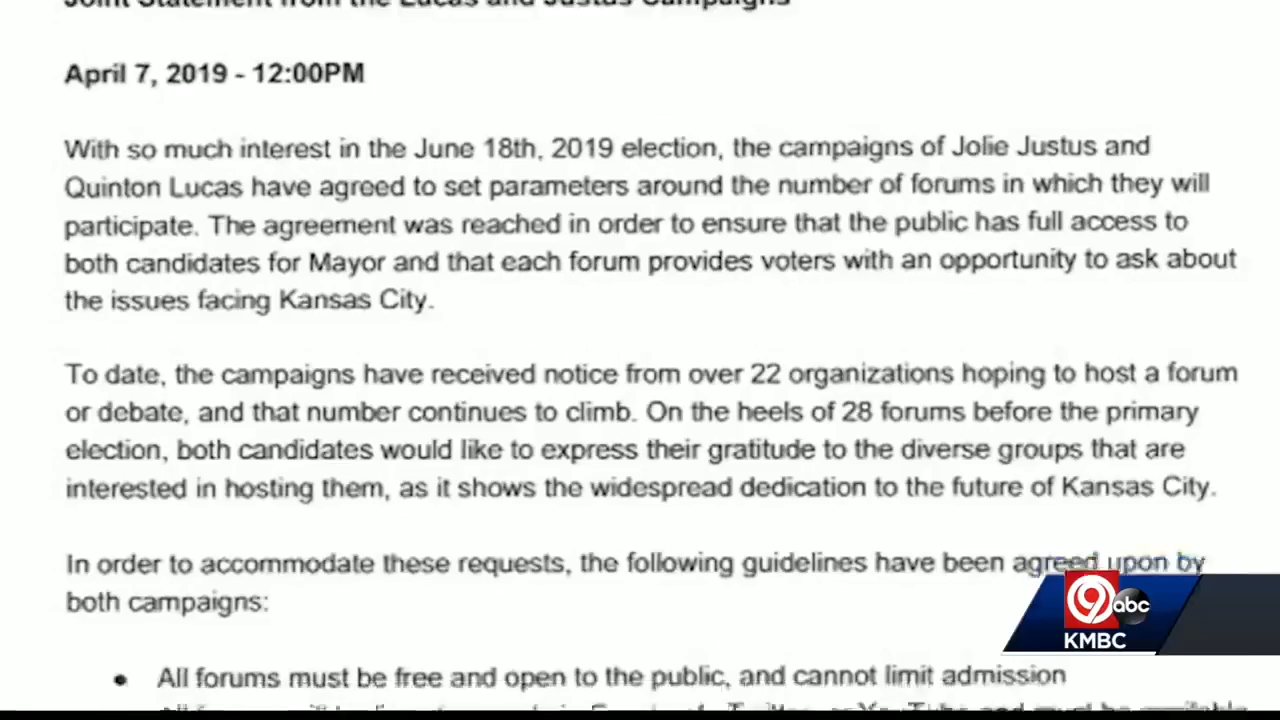 Joint Statement from the Lucas and Justus Campaigns
April 7, 2019 - 12:00PM
With so much interest in the June 18th, 2019 election, the campaigns of Jolie Justus and
Quinton Lucas have agreed to set parameters around the number of forums in which they will
participate. The agreement was reached in order to ensure that the public has full access to
both candidates for Mayor and that each forum provides voters with an opportunity to ask about
the issues facing Kansas City.
To date, the campaigns have received notice from over 22 organizations hoping to host a forum
or debate, and that number continues to climb. On the heels of 28 forums before the primary
election, both candidates would like to express their gratitude to the diverse groups that are
interested in hosting them, as it shows the widespread dedication to the future of Kansas City.
In order to accommodate these requests, the following guidelines have been agreed upon by
both campaigns:
• All forums must be free and open to the public, and cannot limit admission
9 abc
KMBC